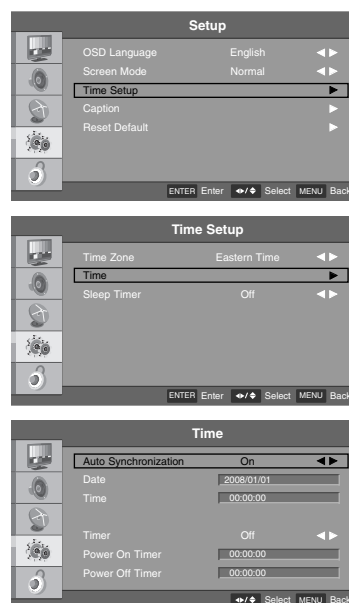 Setup
OSD Language English
Screen Mode Normal
Time Setup
Caption
Reset Default
ENTER Enter Select MENU Back
Time Setup
Time Zone Eastern Time
Time
Sleep Timer Off
ENTER Enter Select MENU Back
Time
Auto Synchronization On
Date 2008/01/01
Time 00:00:00
Timer Off
Power On Timer 00:00:00
Power Off Timer 00:00:00
Select MENU Back